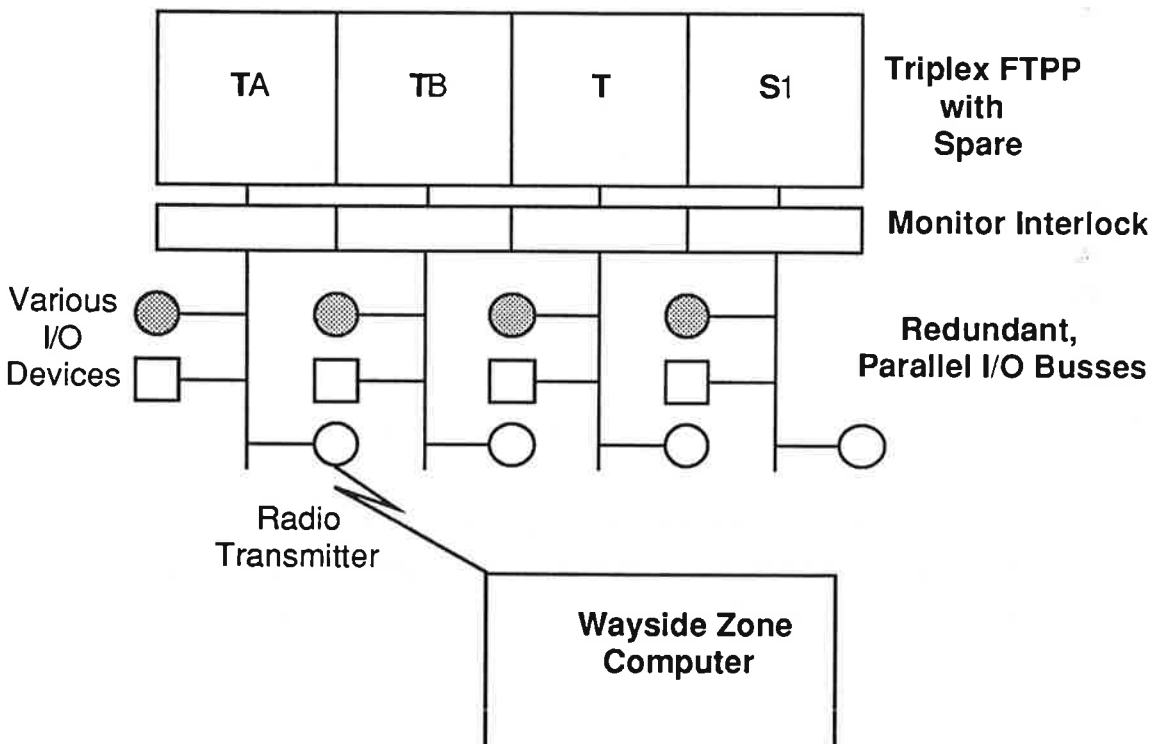 TA
TB
T
S1
Triplex FTPP
with
Spare
Monitor Interlock
Various
I/O
Devices
Redundant,
Parallel I/O Busses
Radio
Transmitter
Wayside Zone
Computer